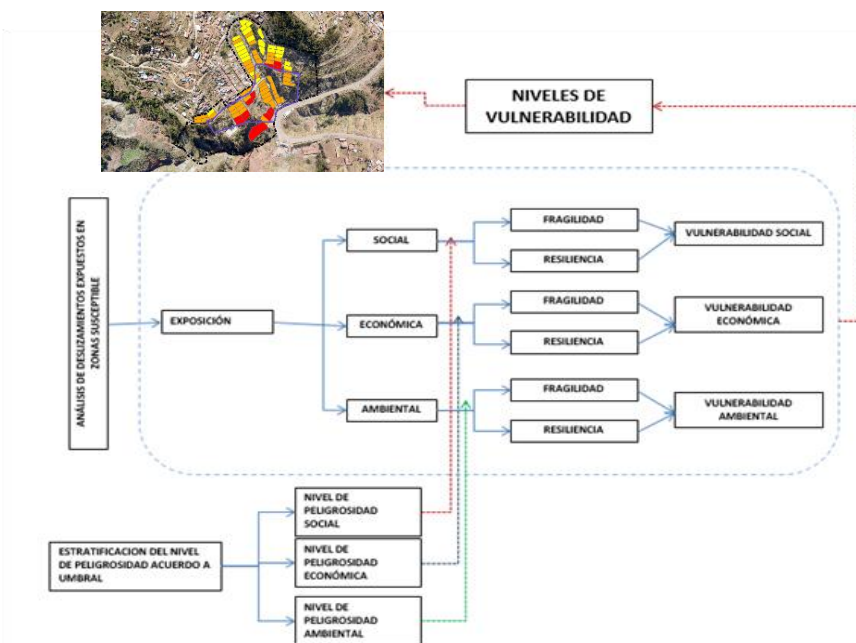 NIVELES DE
VULNERABILIDAD
ANÁLISIS DE DESLIZAMIENTOS EXPUESTOS EN
ZONAS SUSCEPTIBLE
EXPOSICIÓN
SOCIAL
FRAGILIDAD
RESILIENCIA
VULNERABILIDAD SOCIAL
ECONÓMICA
FRAGILIDAD
RESILIENCIA
VULNERABILIDAD
ECONÓMICA
AMBIENTAL
FRAGILIDAD
RESILIENCIA
VULNERABILIDAD
AMBIENTAL
ESTRATIFICACION DEL NIVEL
DE PELIGROSIDAD ACUERDO A
UMBRAL
NIVEL DE
PELIGROSIDAD
SOCIAL
NIVEL DE
PELIGROSIDAD
ECONÓMICA
NIVEL DE
PELIGROSIDAD
AMBIENTAL